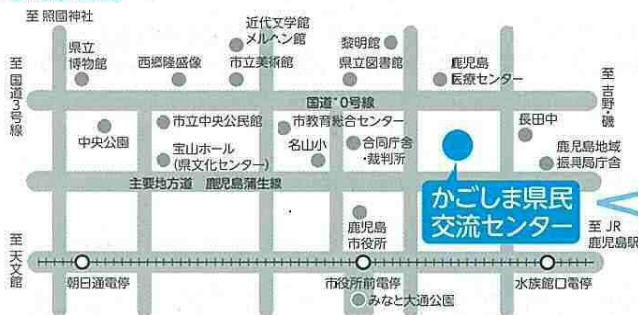 至 照國神社
近代文学館
メルヘン館
黎明館
県立
博物館
西郷隆盛像
市立美術館
県立図書館
鹿児島
医療センター
至 国道3号線
国道10号線
至 吉野・磯
中央公園
市立中央公民館
市教育総合センター
長田中
宝山ホール
(県文化センター)
名山小
合同庁舎
・裁判所
鹿児島地域
振興局庁舎
主要地方道 鹿児島蒲生線
かごしま県民
交流センター
鹿児島
市役所
至 JR
鹿児島駅
至 天文館
朝日通電停
市役所前電停
水族館口電停
みなと大通公園